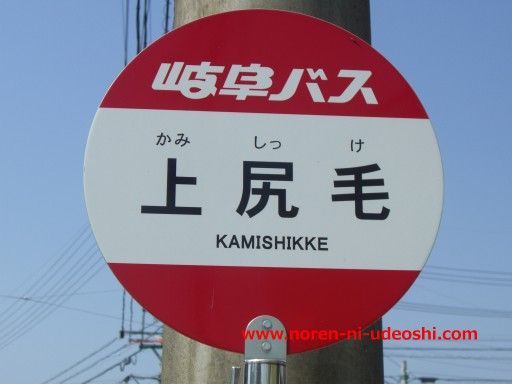 岐阜バス
かみ しっ け
上尻毛
KAMISHIKKE
www.noren-ni-udeoshi.com